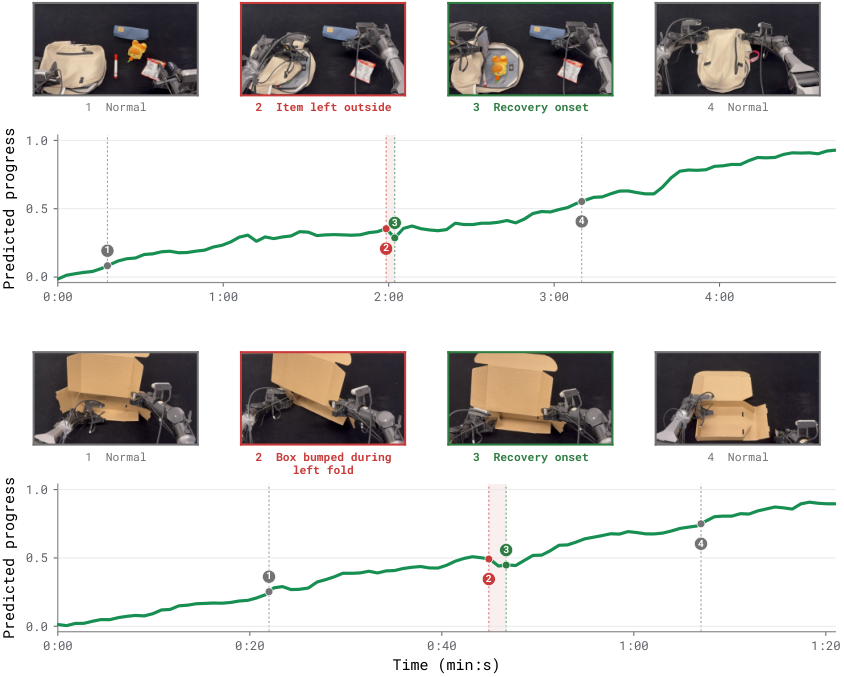 1 Normal
2 Item left outside
3 Recovery onset
4 Normal
Predicted progress
1.0
0.5
0.0
1
2
3
4
0:00
1:00
2:00
3:00
4:00
1 Normal
2 Box bumped during
left fold
3 Recovery onset
4 Normal
Predicted progress
1.0
0.5
0.0
1
2
3
4
0:00
0:20
0:40
1:00
1:20
Time (min:s)